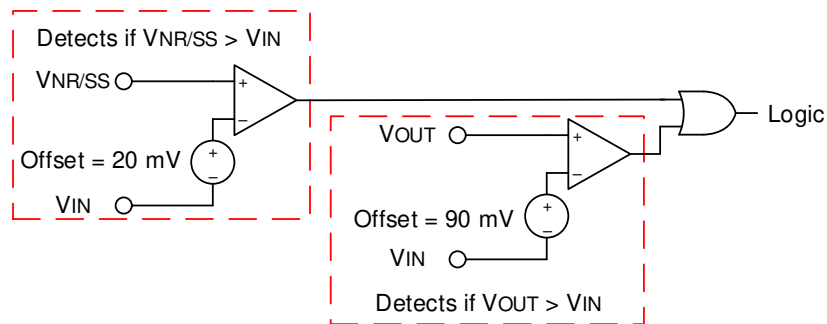 Detects if VNR/SS > VIN
VNR/SS
+
−
+
Offset = 20 mV
−
VIN
Logic
VOUT
+
−
+
Offset = 90 mV
−
VIN
Detects if VOUT > VIN